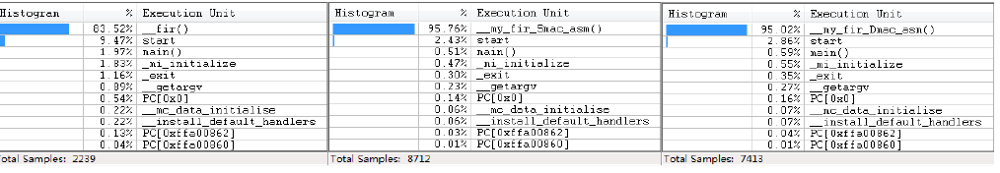 Histogram % Execution Unit
83.52% __fir()
9.47% start
1.97% main()
1.83% _mi_initialize
1.16% _exit
0.89% __getargv
0.54% PC[0x0]
0.22% __mc_data_initialise
0.22% __install_default_handlers
0.13% PC[0xffa00862]
0.04% PC[0xffa00860]
Total Samples: 2239
Histogram % Execution Unit
95.76% __my_fir_5mac_asm()
2.43% start
0.51% main()
0.47% _mi_initialize
0.30% _exit
0.23% __getargv
0.14% PC[0x0]
0.06% __mc_data_initialise
0.06% __install_default_handlers
0.03% PC[0xffa00862]
0.01% PC[0xffa00860]
Total Samples: 8712
Histogram % Execution Unit
95.02% __my_fir_Dmac_asm()
2.86% start
0.59% main()
0.55% _mi_initialize
0.35% _exit
0.27% __getargv
0.16% PC[0x0]
0.07% __mc_data_initialise
0.07% __install_default_handlers
0.04% PC[0xffa00862]
0.01% PC[0xffa00860]
Total Samples: 7413